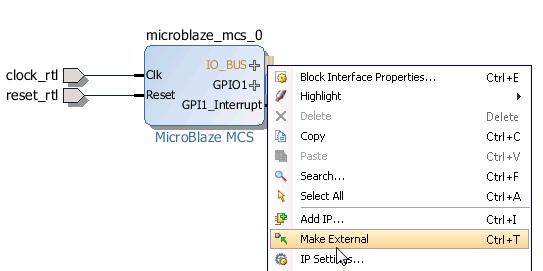 microblaze_mcs_0
clock_rtl
reset_rtl
Clk
Reset
IO_BUS
GPIO1
GPI1_Interrupt
MicroBlaze MCS
Block Interface Properties... Ctrl+E
Highlight
Delete Delete
Copy Ctrl+C
Paste Ctrl+V
Search... Ctrl+F
Select All Ctrl+A
Add IP... Ctrl+I
Make External Ctrl+T
IP Settings...